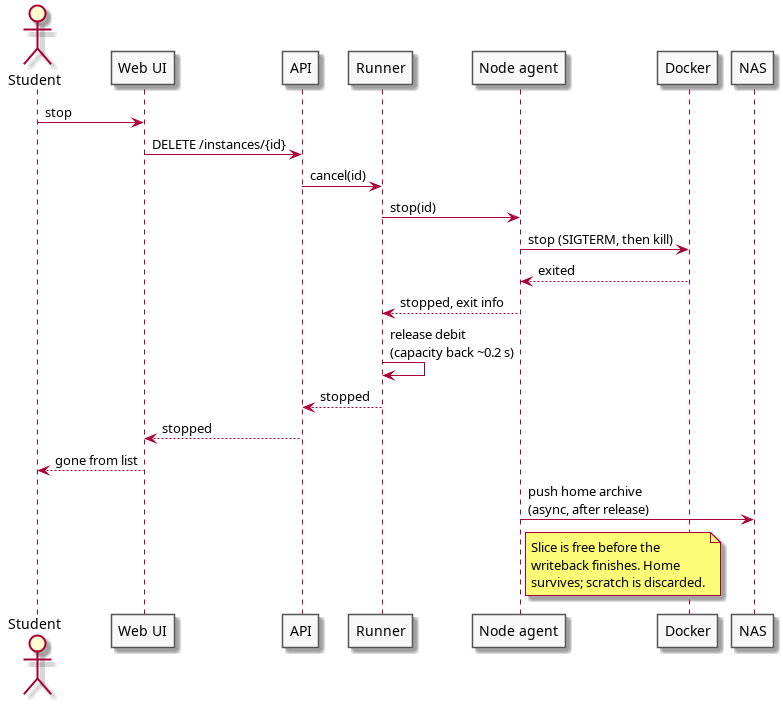 Student
Web UI
API
Runner
Node agent
Docker
NAS
stop
DELETE /instances/{id}
cancel(id)
stop(id)
stop (SIGTERM, then kill)
exited
stopped, exit info
release debit
(capacity back ~0.2 s)
stopped
stopped
gone from list
push home archive
(async, after release)
Slice is free before the
writeback finishes. Home
survives; scratch is discarded.
Student
Web UI
API
Runner
Node agent
Docker
NAS